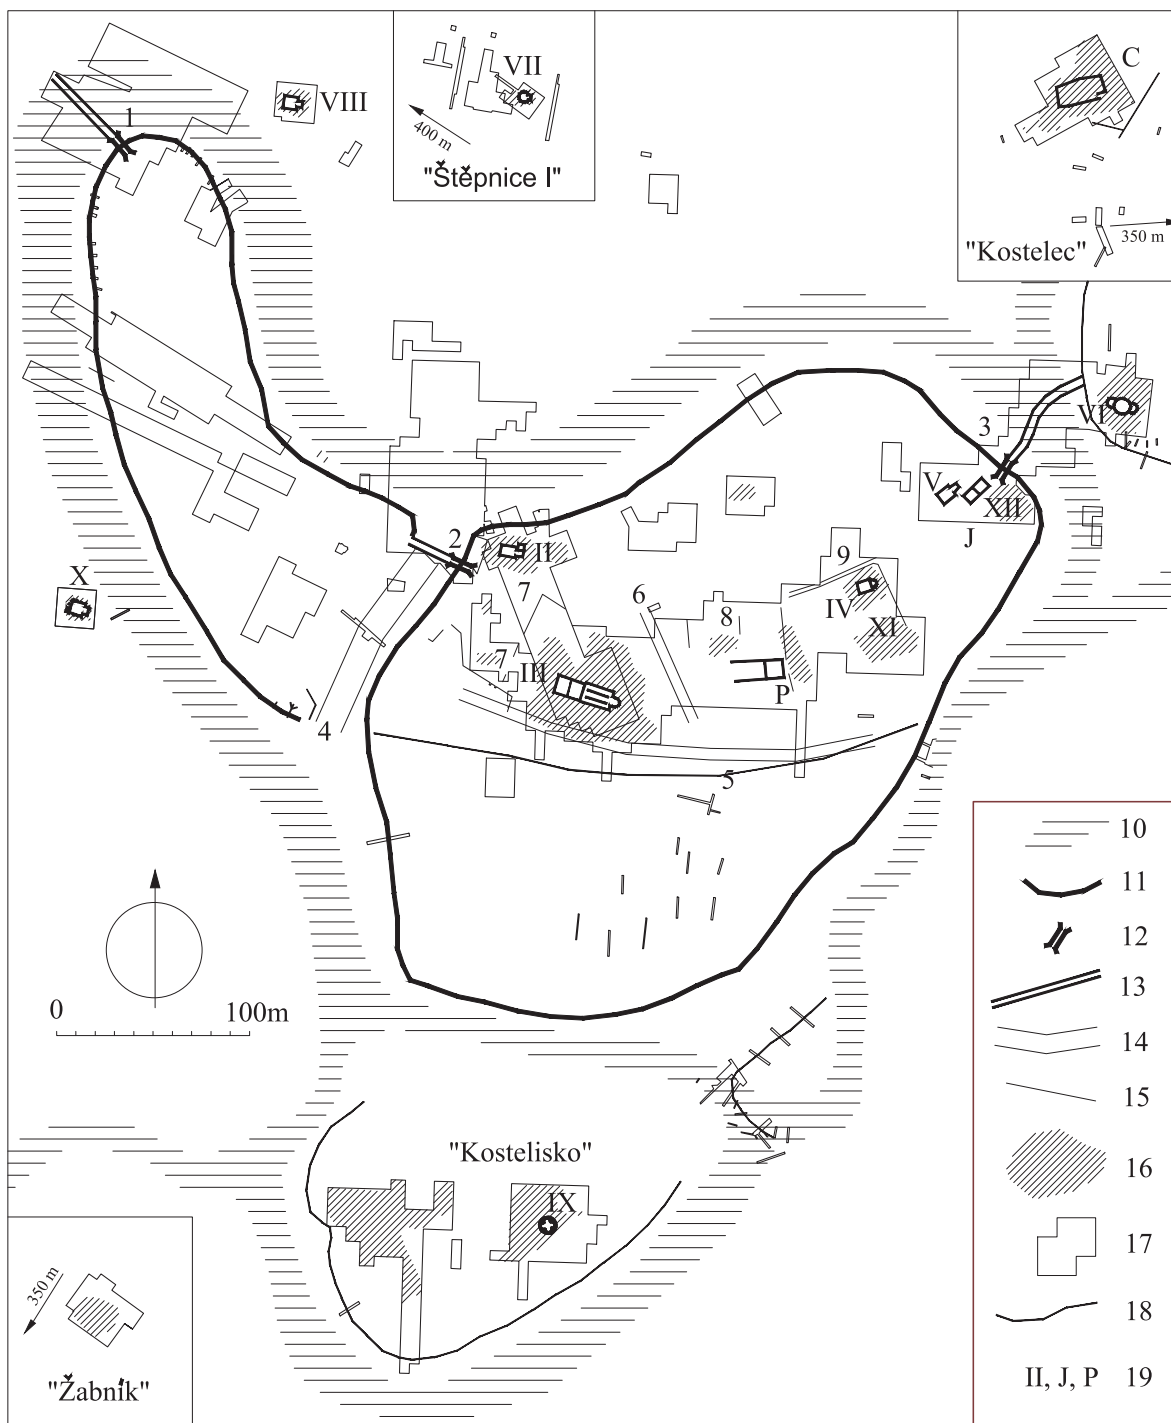 VII
400 m
"Štěpnice I"
C
350 m
"Kostelec"
1
VIII
VI
3
V
XII
J
2
II
X
7
9
6
8
IV
XI
7
III
P
4
5
0 100m
10
11
12
13
14
15
16
17
18
II, J, P 19
"Kostelisko"
IX
350 m
"Žabník"